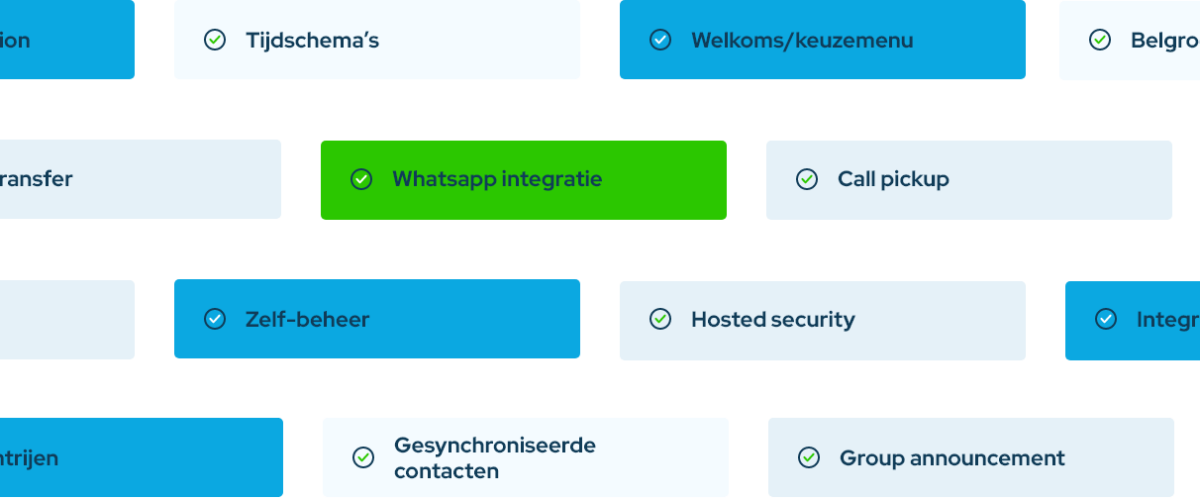 ion
Tijdschema’s
Welkoms/keuzemenu
Belgro
ransfer
Whatsapp integratie
Call pickup
Zelf-beheer
Hosted security
Integr
ntrijen
Gesynchroniseerde
contacten
Group announcement